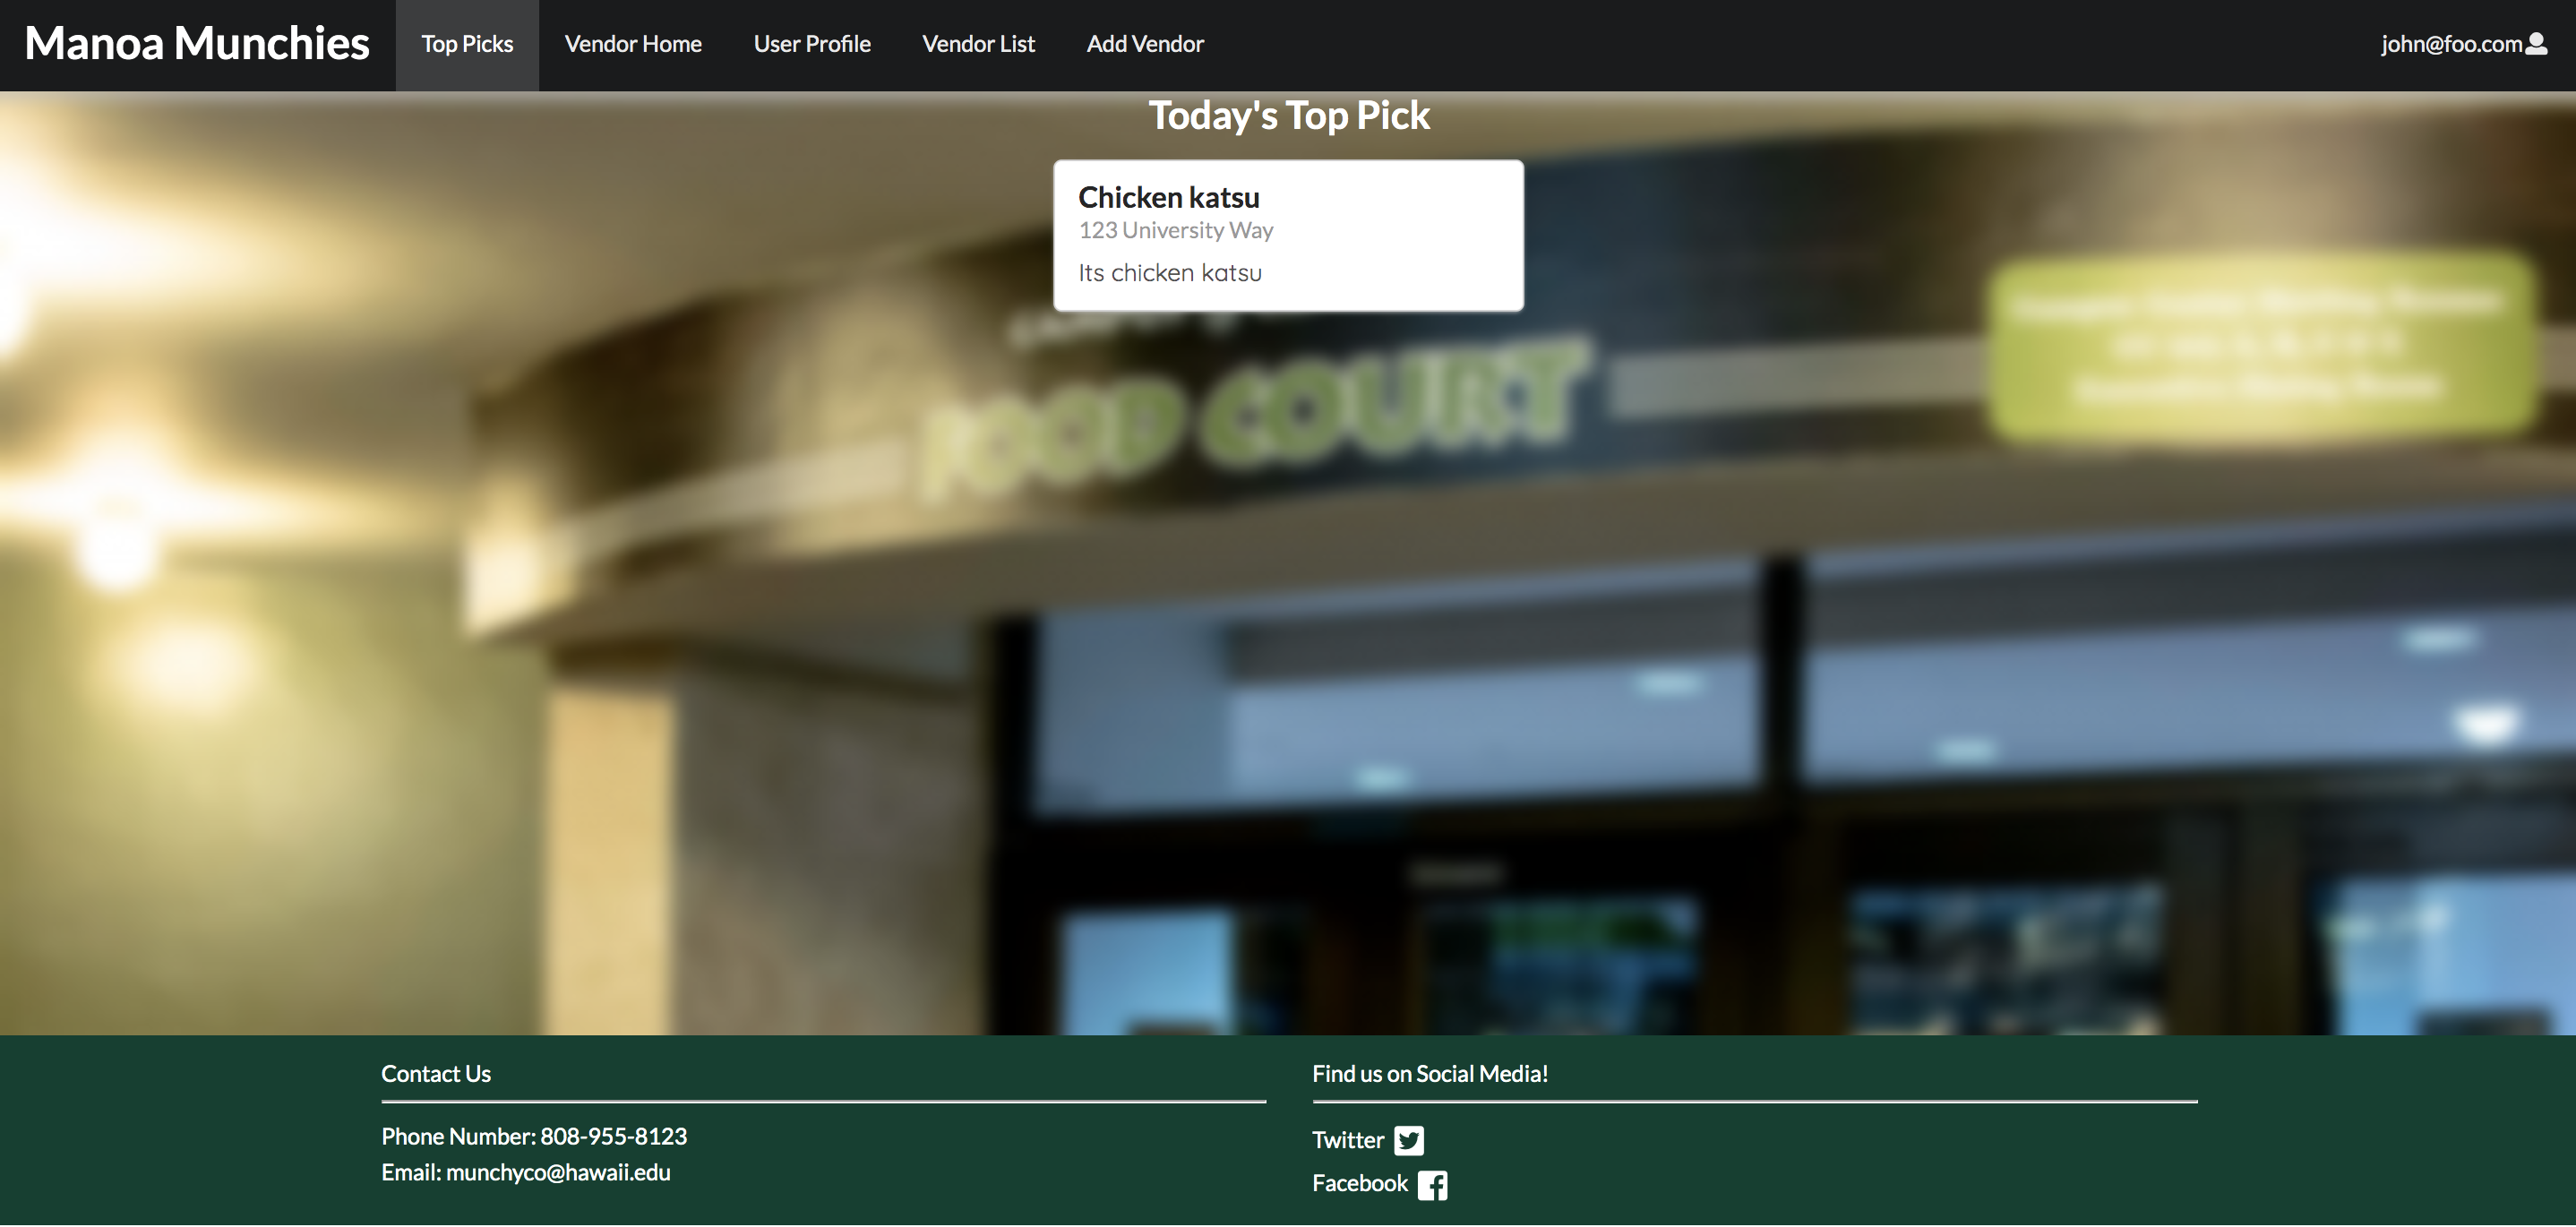 Manoa Munchies Top Picks Vendor Home User Profile Vendor List Add Vendor john@foo.com
Today's Top Pick
Chicken katsu
123 University Way
Its chicken katsu
FOOD COURT
Contact Us
Phone Number: 808-955-8123
Email: munchyco@hawaii.edu
Find us on Social Media!
Twitter
Facebook